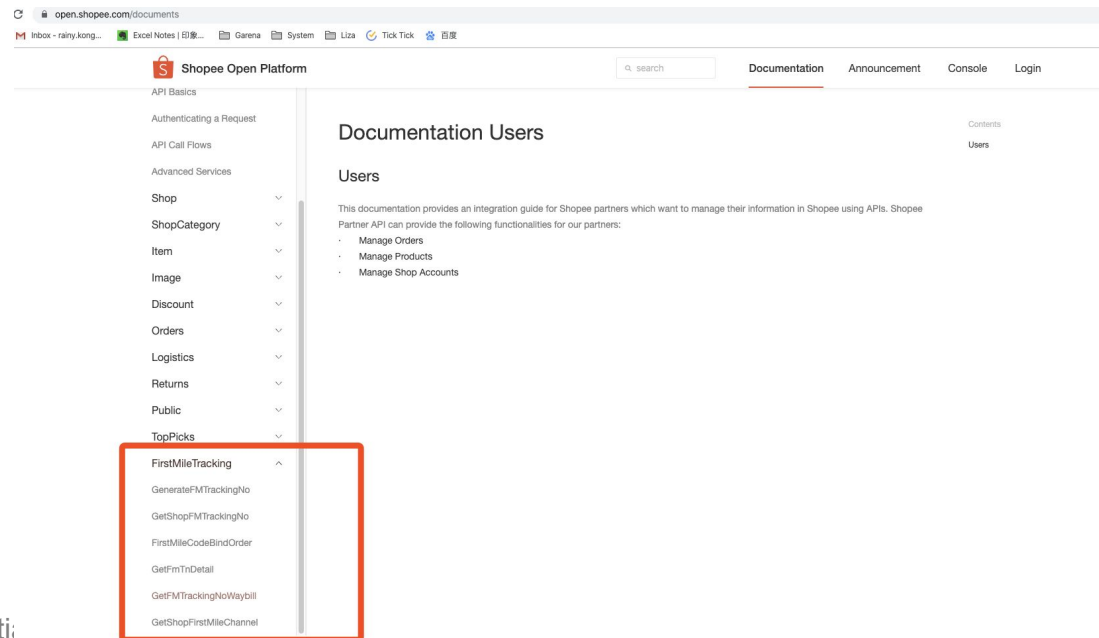 open.shopee.com/documents
Inbox - rainy.kong...
Excel Notes | 印象...
Garena
System
Liza
Tick Tick
百度
Shopee Open Platform
search
Documentation
Announcement
Console
Login
API Basics
Authenticating a Request
API Call Flows
Advanced Services
Shop
ShopCategory
Item
Image
Discount
Orders
Logistics
Returns
Public
TopPicks
FirstMileTracking
GenerateFMTrackingNo
GetShopFMTrackingNo
FirstMileCodeBindOrder
GetFmTnDetail
GetFMTrackingNoWaybill
GetShopFirstMileChannel
Documentation Users
Users
This documentation provides an integration guide for Shopee partners which want to manage their information in Shopee using APIs. Shopee
Partner API can provide the following functionalities for our partners:
· Manage Orders
· Manage Products
· Manage Shop Accounts
Contents
Users